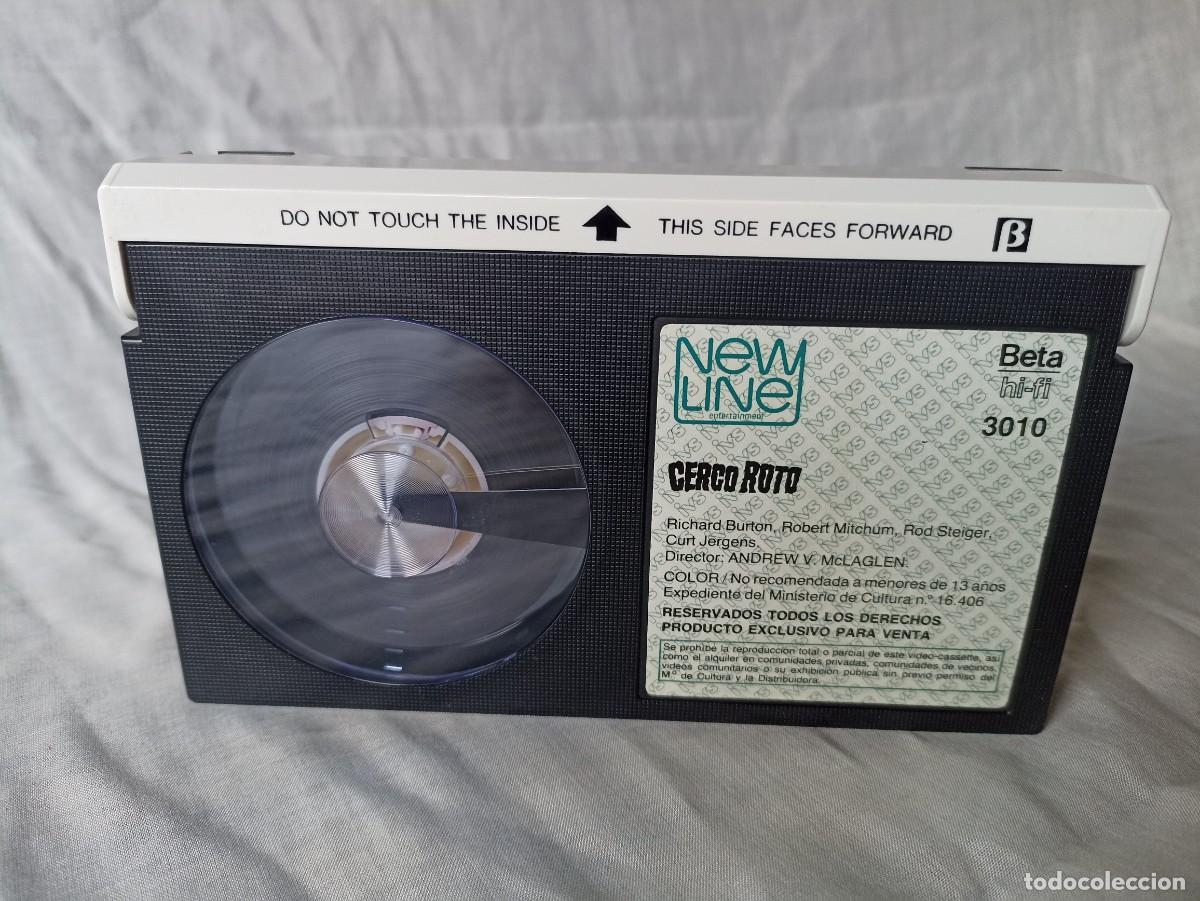 DO NOT TOUCH THE INSIDE THIS SIDE FACES FORWARD β
New Line
entertainment
Beta
hi-fi
3010
CERCO ROTO
Richard Burton, Robert Mitchum, Rod Steiger,
Curt Jergens.
Director: ANDREW V. McLAGLEN.
COLOR / No recomendada a menores de 13 años
Expediente del Ministerio de Cultura n.º 16.406
RESERVADOS TODOS LOS DERECHOS
PRODUCTO EXCLUSIVO PARA VENTA
Se prohibe la reproducción total o parcial de este video-cassette, así
como el alquiler en comunidades privadas, comunidades de vecinos,
videos comunitarios o su exhibición pública sin previo permiso del
M.º de Cultura y la Distribuidora.
todocoleccion